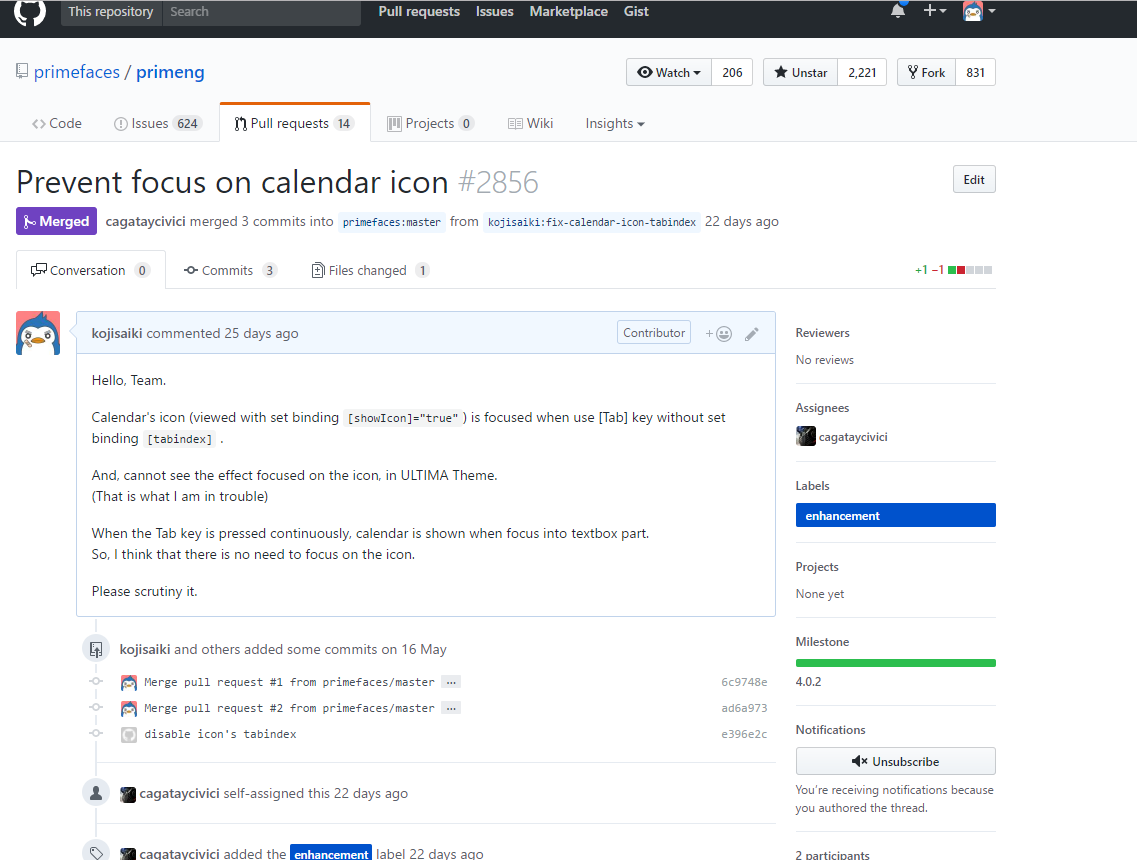 This repository Search Pull requests Issues Marketplace Gist
primefaces / primeng Watch 206 Unstar 2,221 Fork 831
Code Issues 624 Pull requests 14 Projects 0 Wiki Insights
Prevent focus on calendar icon #2856 Edit
Merged cagataycivici merged 3 commits into primefaces:master from kojisaiki:fix-calendar-icon-tabindex 22 days ago
Conversation 0 Commits 3 Files changed 1 +1 −1
kojisaiki commented 25 days ago Contributor
Hello, Team.
Calendar's icon (viewed with set binding [showIcon]="true" ) is focused when use [Tab] key without set
binding [tabindex] .
And, cannot see the effect focused on the icon, in ULTIMA Theme.
(That is what I am in trouble)
When the Tab key is pressed continuously, calendar is shown when focus into textbox part.
So, I think that there is no need to focus on the icon.
Please scrutiny it.
kojisaiki and others added some commits on 16 May
Merge pull request #1 from primefaces/master … 6c9748e
Merge pull request #2 from primefaces/master … ad6a973
disable icon's tabindex e396e2c
cagataycivici self-assigned this 22 days ago
cagataycivici added the enhancement label 22 days ago
Reviewers
No reviews
Assignees
cagataycivici
Labels
enhancement
Projects
None yet
Milestone
4.0.2
Notifications
Unsubscribe
You're receiving notifications because
you authored the thread.
2 participants